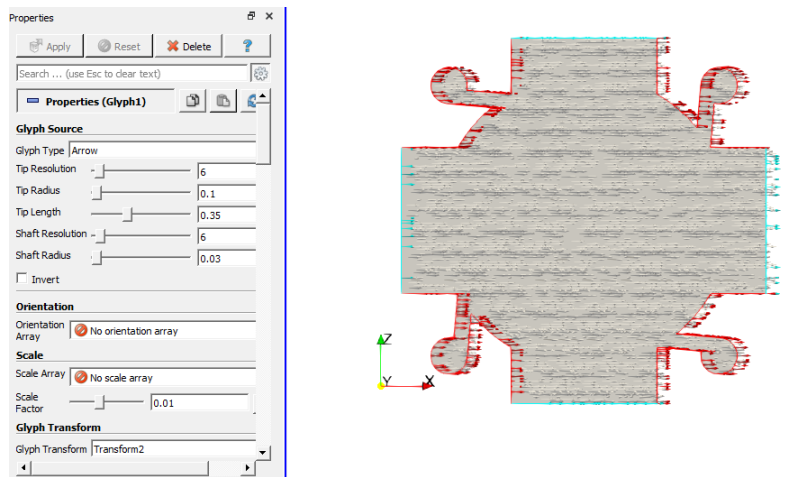 Properties
Apply
Reset
Delete
?
Search ... (use Esc to clear text)
Properties (Glyph1)
Glyph Source
Glyph Type Arrow
Tip Resolution 6
Tip Radius 0.1
Tip Length 0.35
Shaft Resolution 6
Shaft Radius 0.03
Invert
Orientation
Orientation Array No orientation array
Scale
Scale Array No scale array
Scale Factor 0.01
Glyph Transform
Glyph Transform Transform2
Z
Y
X